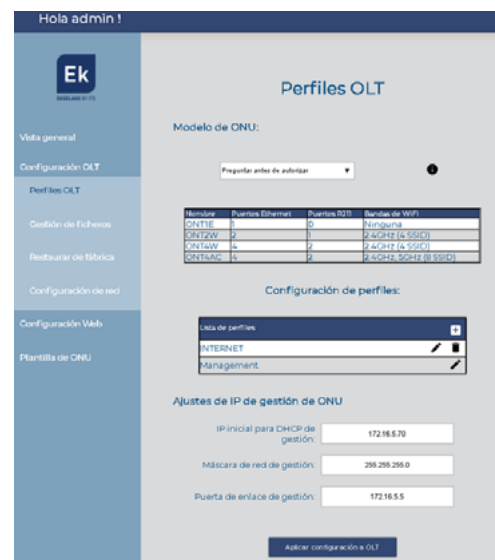 Hola admin !
Ek
Perfiles OLT
Modelo de ONU:
Vista general
Configuración OLT
Preguntar antes de autorizar
Perfiles OLT
Nombre Puertos Ethernet Puertos RJ11 Bandas de WiFi
ONT1E 1 0 Ninguna
ONT2W 2 1 2.4GHz (4 SSID)
ONT4W 4 2 2.4GHz (4 SSID)
ONT4AC 4 2 2.4GHz, 5GHz (8 SSID)
Gestión de ficheros
Restaurar de fábrica
Configuración de red
Configuración de perfiles:
Configuración Web
Lista de perfiles
INTERNET
Plantilla de ONU
Management
Ajustes de IP de gestión de ONU
IP inicial para DHCP de
gestión:
172.16.5.70
Máscara de red de gestión:
255.255.255.0
Puerta de enlace de gestión:
172.16.5.5
Aplicar configuración a OLT